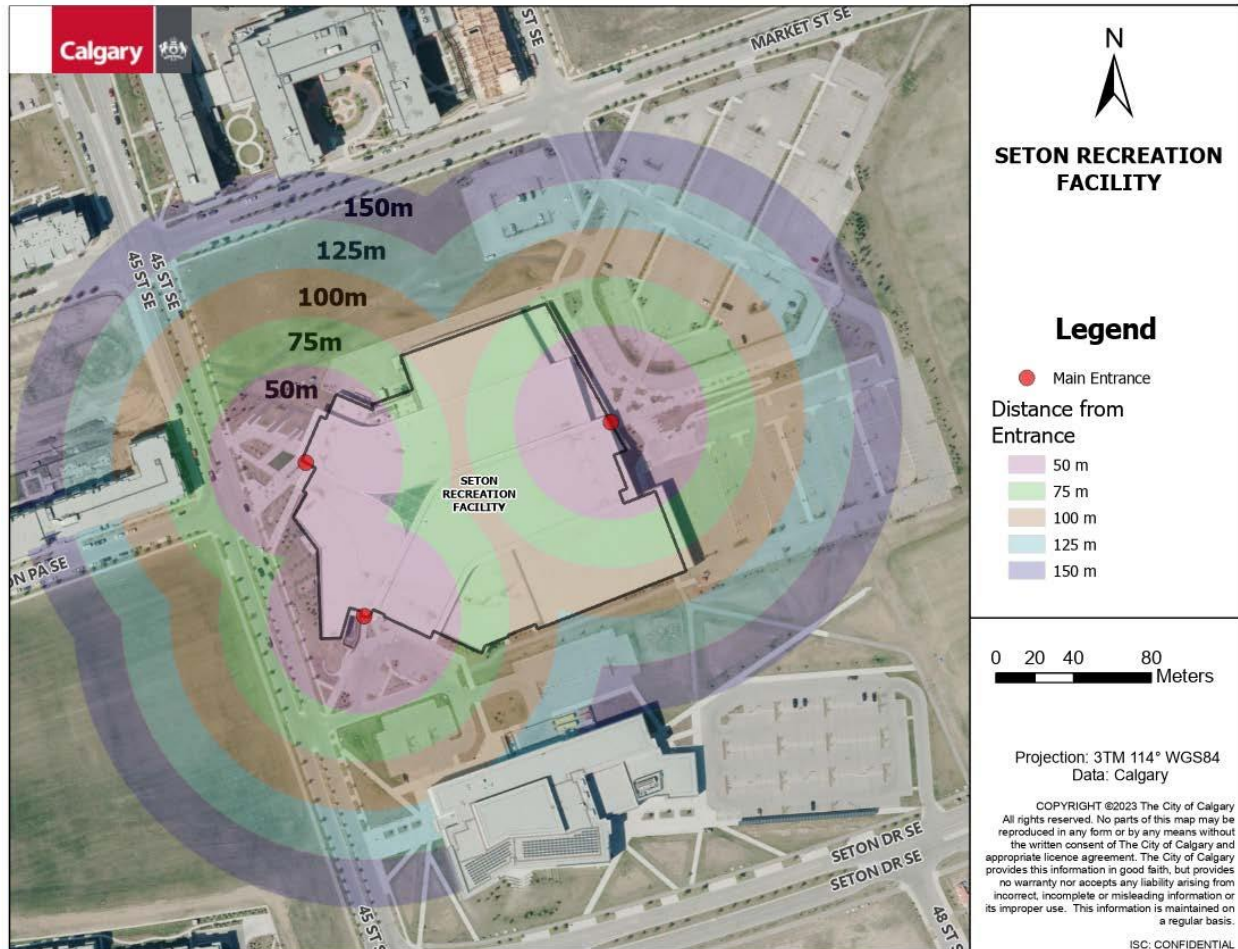 Calgary
ST SE
MARKET ST SE
150m
125m
100m
75m
50m
45 ST SE
45 ST SE
SETON
RECREATION
FACILITY
ON PA SE
SETON DR SE
SETON DR SE
45 ST S
48 ST S
N
SETON RECREATION
FACILITY
Legend
Main Entrance
Distance from
Entrance
50 m
75 m
100 m
125 m
150 m
0 20 40 80
Meters
Projection: 3TM 114° WGS84
Data: Calgary
COPYRIGHT ©2023 The City of Calgary
All rights reserved. No parts of this map may be
reproduced in any form or by any means without
the written consent of The City of Calgary and
appropriate licence agreement. The City of Calgary
provides this information in good faith, but provides
no warranty nor accepts any liability arising from
incorrect, incomplete or misleading information or
its improper use. This information is maintained on
a regular basis.
ISC: CONFIDENTIAL